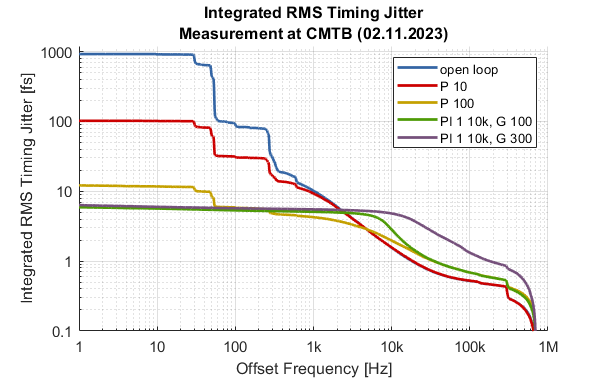 Integrated RMS Timing Jitter
Measurement at CMTB (02.11.2023)
Integrated RMS Timing Jitter [fs]
1000
100
10
1
0.1
open loop
P 10
P 100
PI 1 10k, G 100
PI 1 10k, G 300
1 10 100 1k 10k 100k 1M
Offset Frequency [Hz]